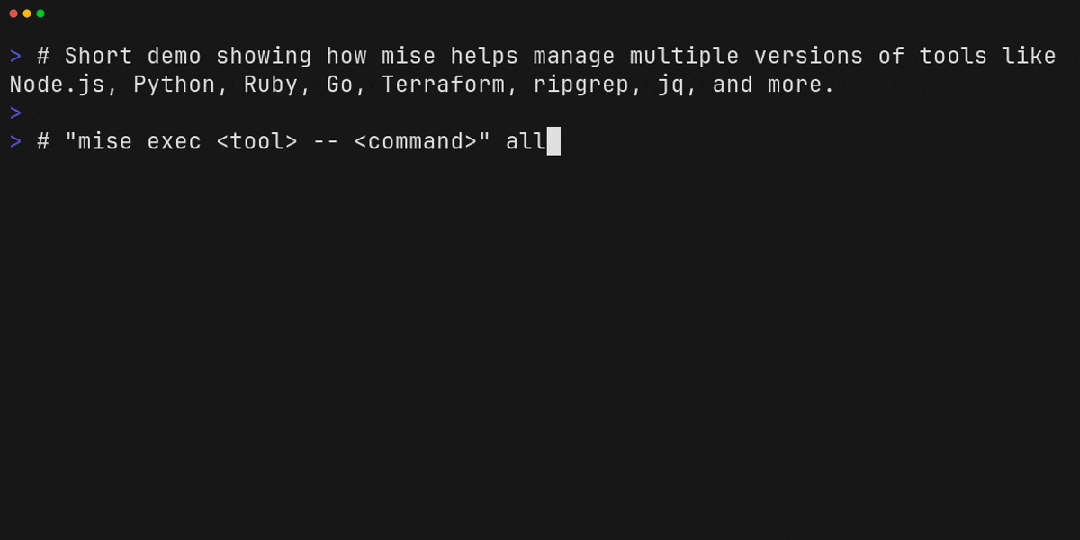 > # Short demo showing how mise helps manage multiple versions of tools like
Node.js, Python, Ruby, Go, Terraform, ripgrep, jq, and more.
>
> # "mise exec <tool> -- <command>" all